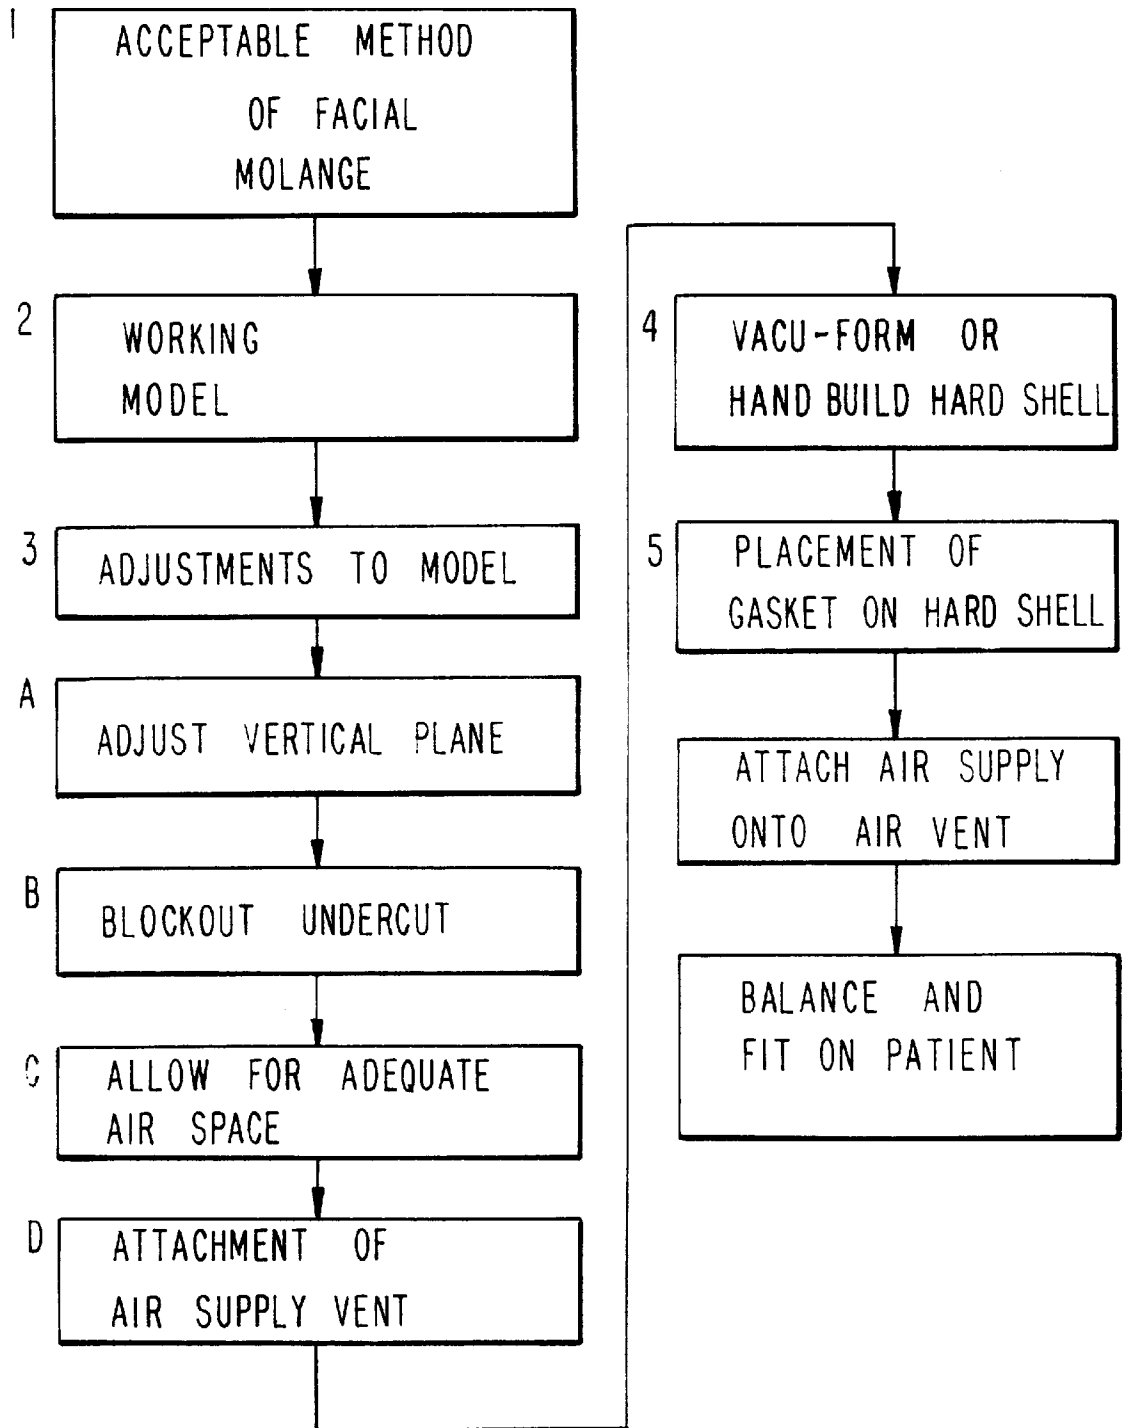 1
ACCEPTABLE METHOD
OF FACIAL
MOLANGE
2
WORKING
MODEL
3
ADJUSTMENTS TO MODEL
A
ADJUST VERTICAL PLANE
B
BLOCKOUT UNDERCUT
C
ALLOW FOR ADEQUATE
AIR SPACE
D
ATTACHMENT OF
AIR SUPPLY VENT
4
VACU-FORM OR
HAND BUILD HARD SHELL
5
PLACEMENT OF
GASKET ON HARD SHELL
ATTACH AIR SUPPLY
ONTO AIR VENT
BALANCE AND
FIT ON PATIENT